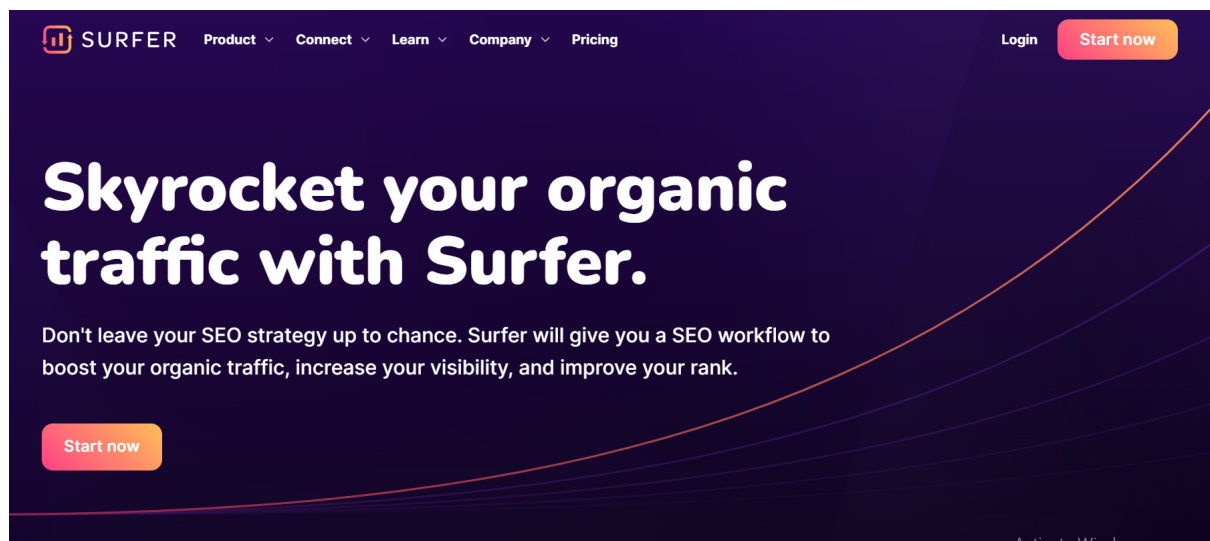 SURFER Product Connect Learn Company Pricing Login Start now
Skyrocket your organic
traffic with Surfer.
Don't leave your SEO strategy up to chance. Surfer will give you a SEO workflow to
boost your organic traffic, increase your visibility, and improve your rank.
Start now